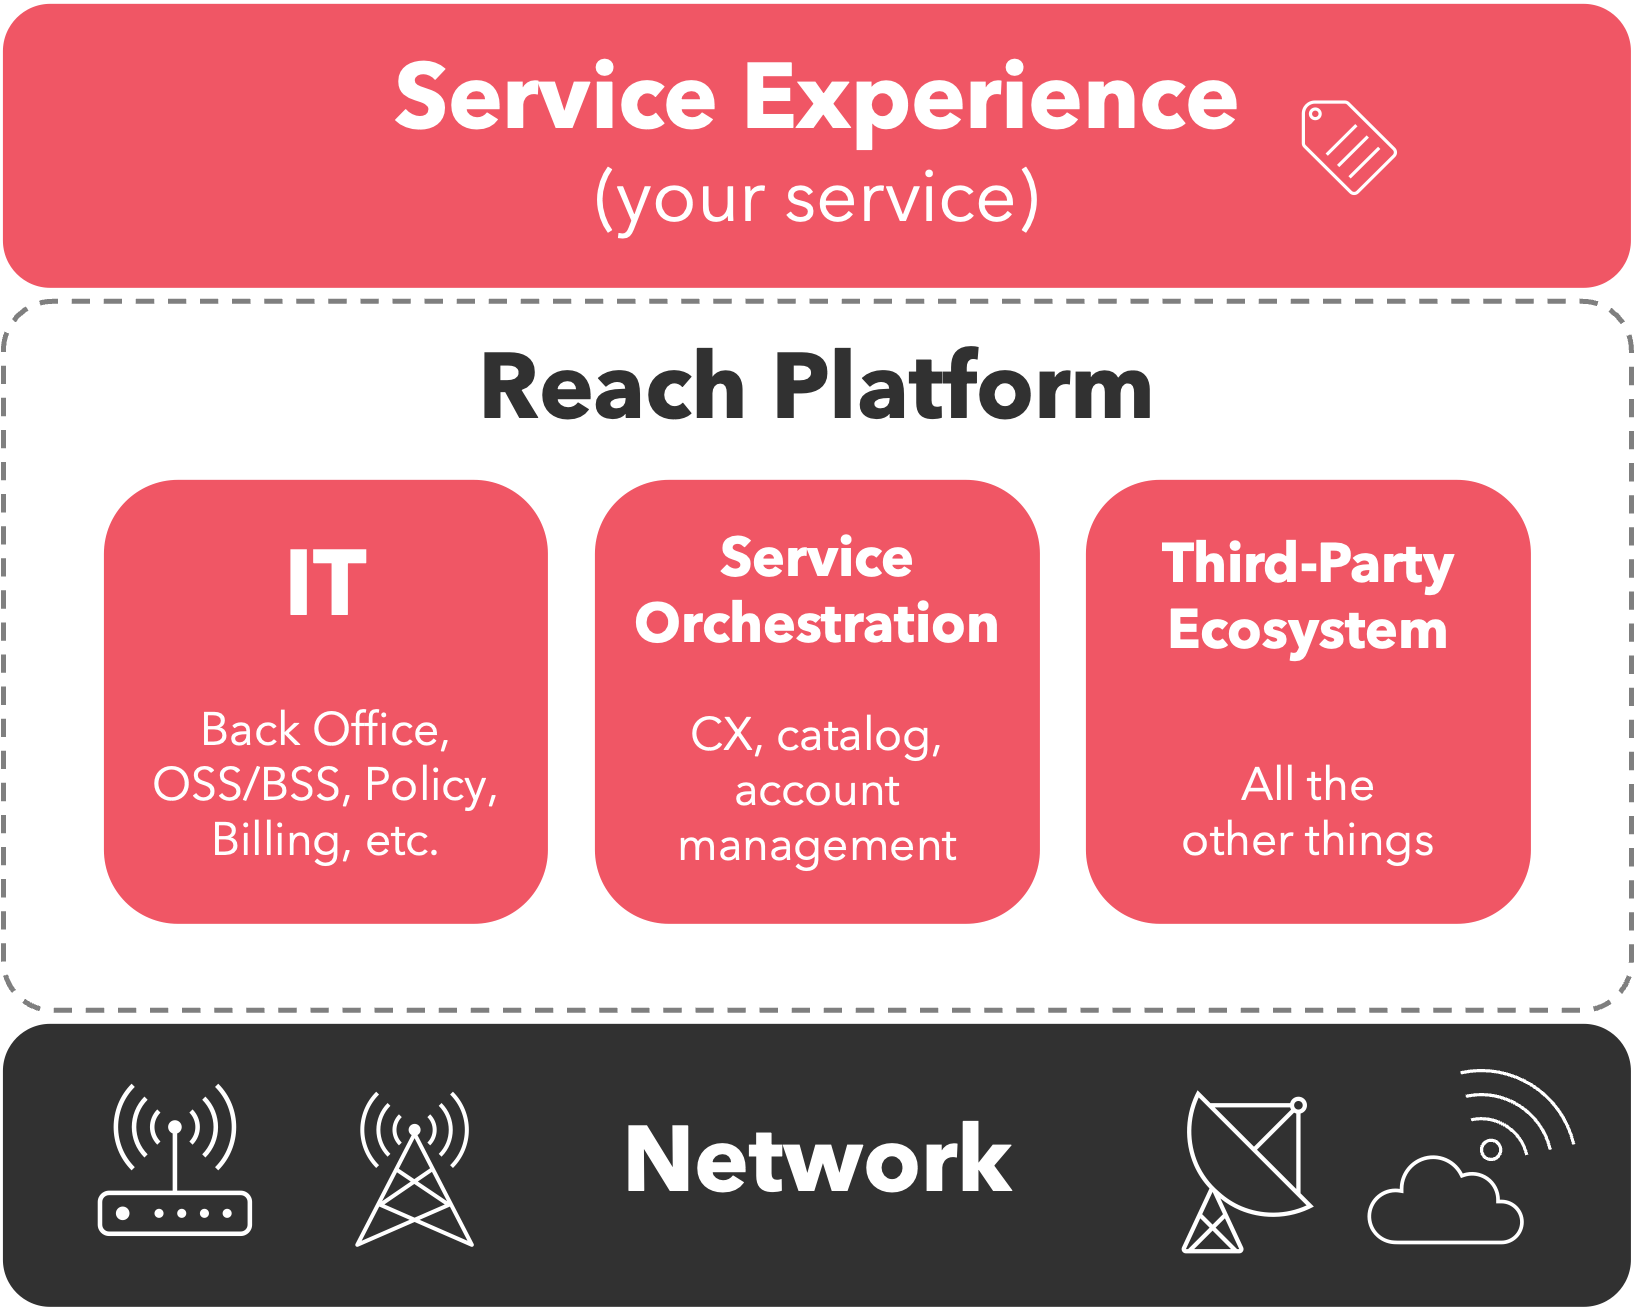 Service Experience
(your service)
Reach Platform
IT
Back Office,
OSS/BSS, Policy,
Billing, etc.
Service
Orchestration
CX, catalog,
account
management
Third-Party
Ecosystem
All the
other things
Network